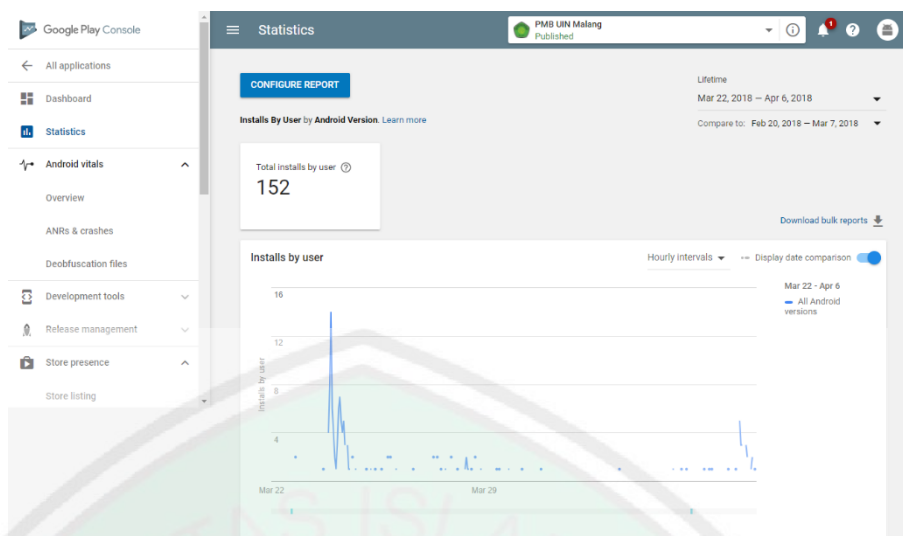 Google Play Console
Statistics
PMB UIN Malang
Published
1
All applications
Dashboard
Statistics
Android vitals
Overview
ANRs & crashes
Deobfuscation files
Development tools
Release management
Store presence
Store listing
CONFIGURE REPORT
Lifetime
Mar 22, 2018 — Apr 6, 2018
Compare to: Feb 20, 2018 — Mar 7, 2018
Installs By User by Android Version. Learn more
Total installs by user
152
Download bulk reports
Installs by user
Hourly intervals
Display date comparison
Mar 22 - Apr 6
All Android
versions
Installs by user
16
12
8
4
Mar 22
Mar 29